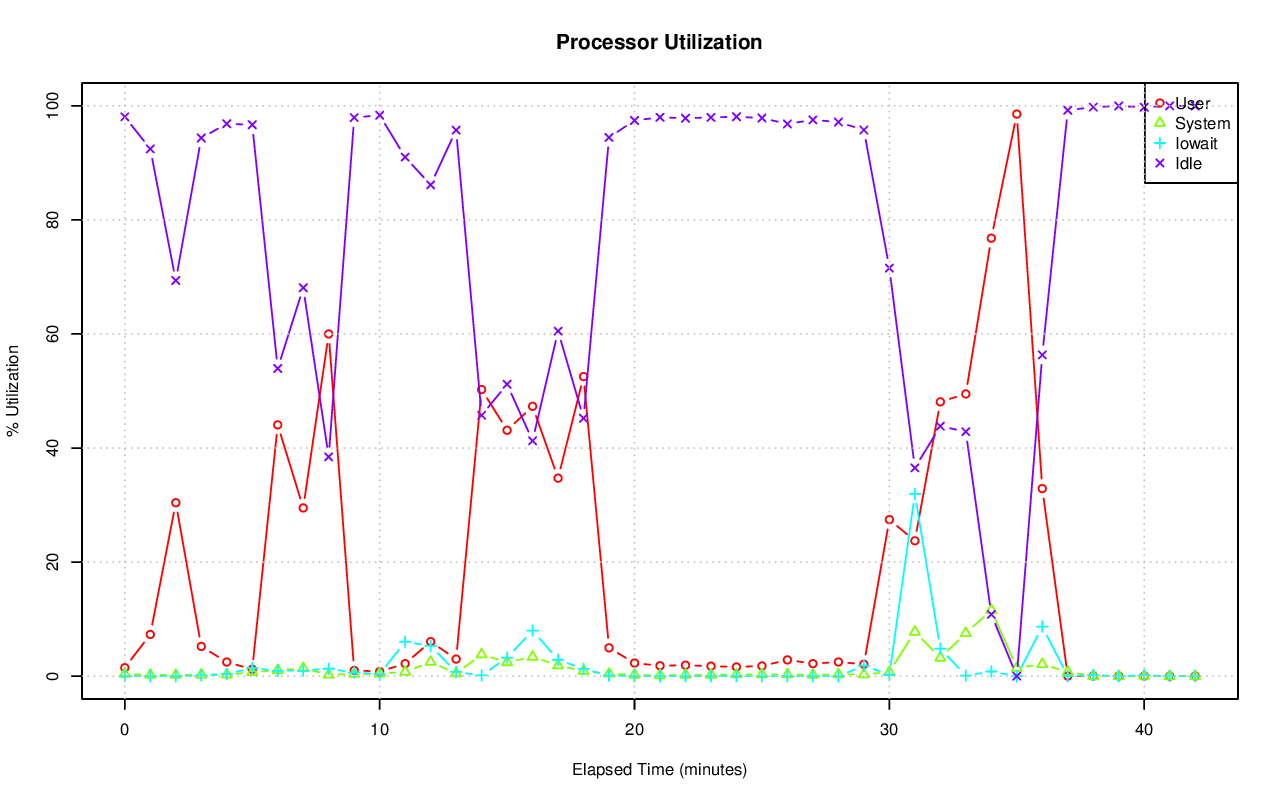 Processor Utilization
% Utilization
100
80
60
40
20
0
User
System
Iowait
Idle
0 10 20 30 40
Elapsed Time (minutes)